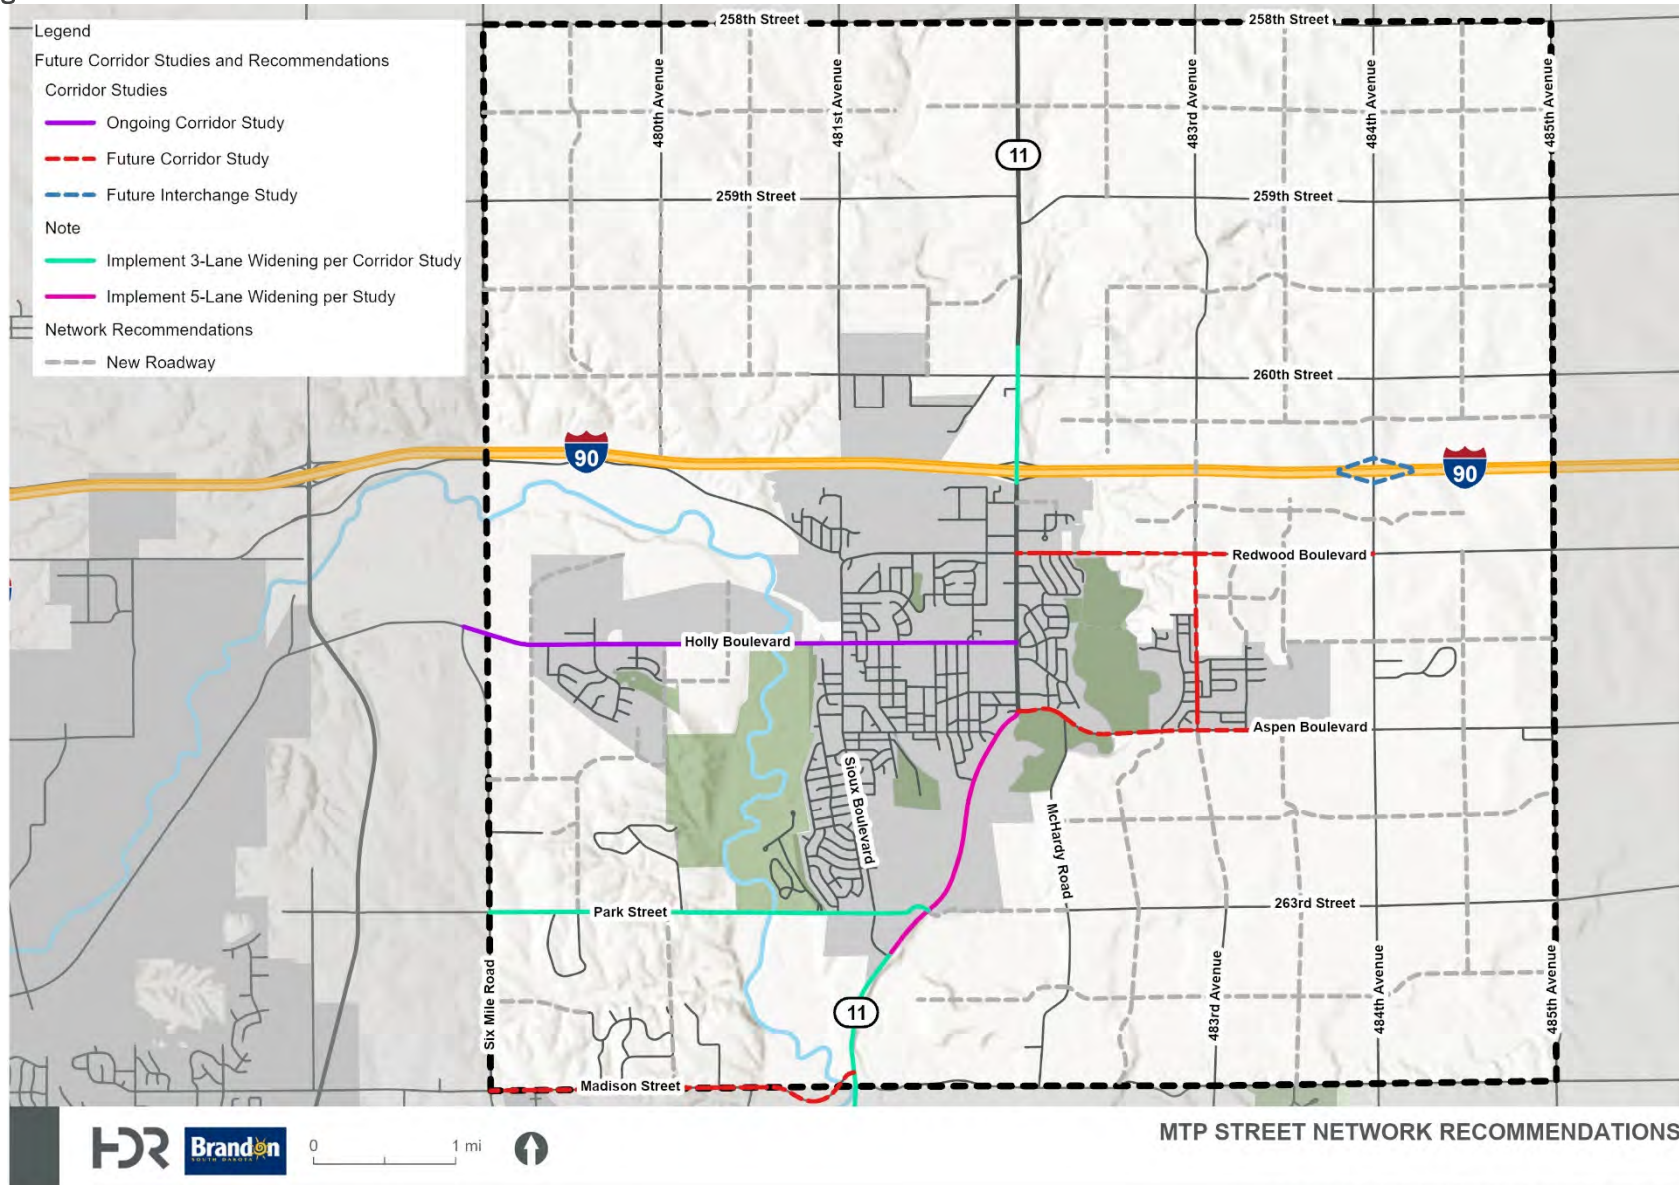 Legend
Future Corridor Studies and Recommendations
Corridor Studies
Ongoing Corridor Study
Future Corridor Study
Future Interchange Study
Note
Implement 3-Lane Widening per Corridor Study
Implement 5-Lane Widening per Study
Network Recommendations
New Roadway
258th Street
258th Street
480th Avenue
481st Avenue
483rd Avenue
484th Avenue
485th Avenue
11
259th Street
259th Street
260th Street
90
90
Redwood Boulevard
Holly Boulevard
Aspen Boulevard
Sioux Boulevard
McHardy Road
Park Street
263rd Street
Six Mile Road
11
483rd Avenue
484th Avenue
485th Avenue
Madison Street
HDR
Brandon
SOUTH DAKOTA
0
1 mi
MTP STREET NETWORK RECOMMENDATIONS